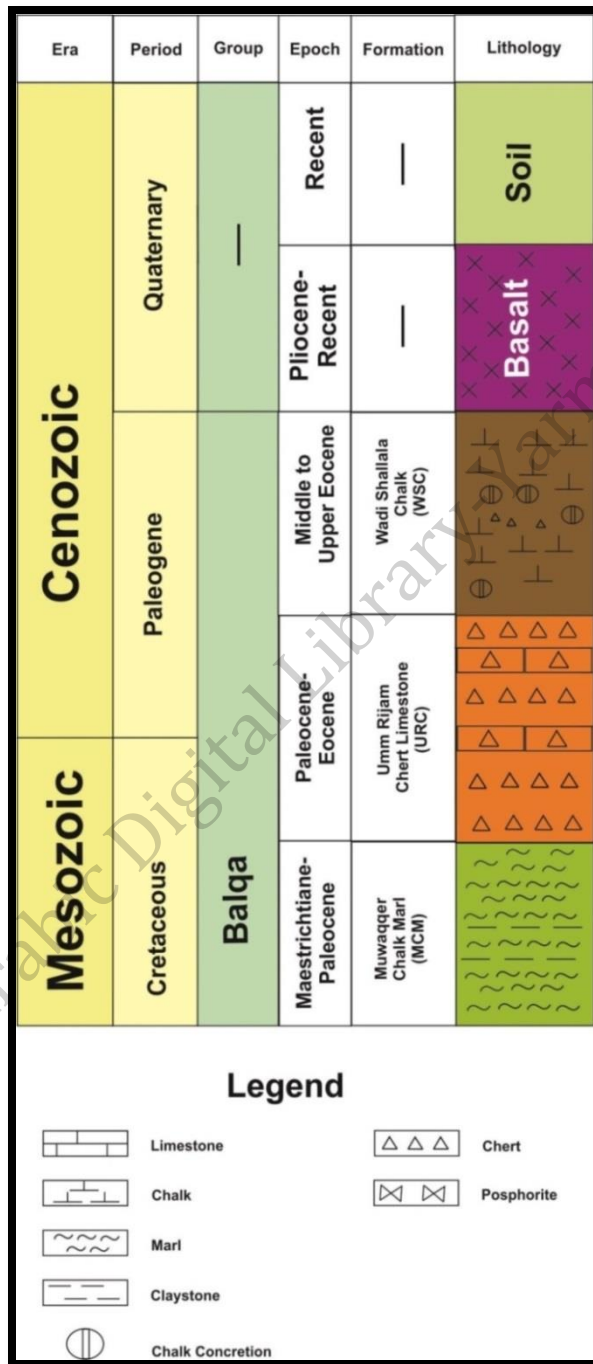 Era Period Group Epoch Formation Lithology
Cenozoic
Mesozoic
Quaternary
Paleogene
Cretaceous
—
Balqa
Recent
Pliocene-
Recent
Middle to
Upper Eocene
Paleocene-
Eocene
Maestrichtiane-
Paleocene
—
—
Wadi Shallala
Chalk
(WSC)
Umm Rijam
Chert Limestone
(URC)
Muwaqqer
Chalk Marl
(MCM)
Soil
Basalt
Legend
Limestone
Chalk
Marl
Claystone
Chalk Concretion
Chert
Posphorite
Digital Library